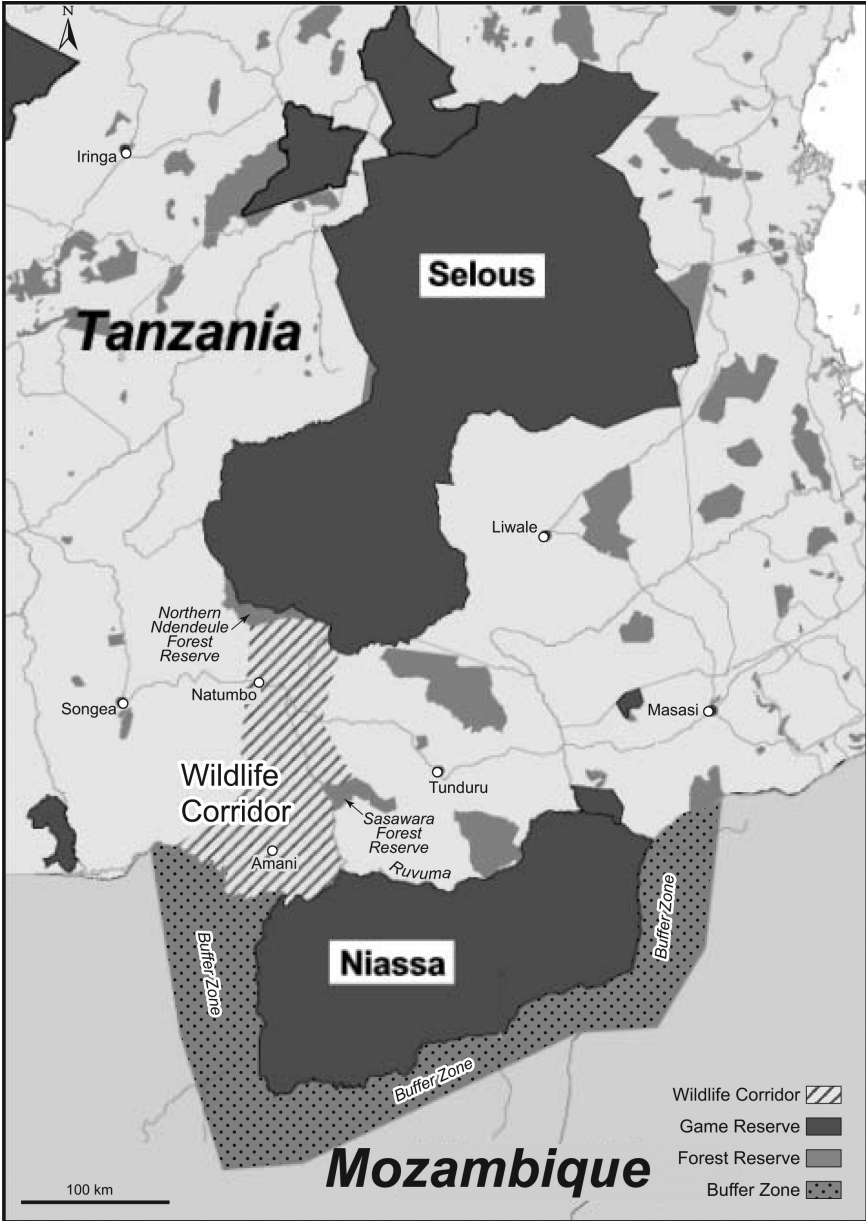 N
Iringa
Selous
Tanzania
Liwale
Northern
Ndendeule
Forest
Reserve
Natumbo
Songea
Masasi
Wildlife
Corridor
Tunduru
Sasawara
Forest
Reserve
Amani
Ruvuma
Buffer Zone
Buffer Zone
Niassa
Buffer Zone
Wildlife Corridor
Game Reserve
Forest Reserve
Buffer Zone
Mozambique
100 km